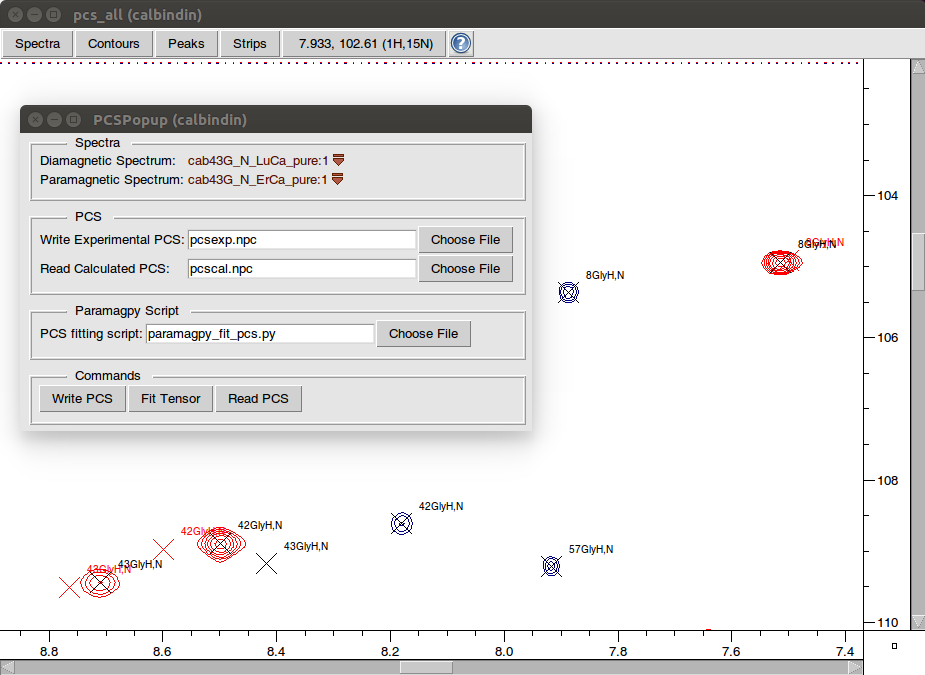 pcs_all (calbindin)
Spectra Contours Peaks Strips 7.933, 102.61 (1H,15N) ?
PCSPopup (calbindin)
Spectra
Diamagnetic Spectrum: cab43G_N_LuCa_pure:1
Paramagnetic Spectrum: cab43G_N_ErCa_pure:1
PCS
Write Experimental PCS: pcsexp.npc Choose File
Read Calculated PCS: pcscal.npc Choose File
Paramagpy Script
PCS fitting script: paramagpy_fit_pcs.py Choose File
Commands
Write PCS Fit Tensor Read PCS
104
8GlyH,N
8GlyH,N
8GlyH,N
106
108
42GlyH,N
42GlyH,N
42GlyH,N
43GlyH,N
57GlyH,N
43GlyH,N
43GlyH,N
110
8.8 8.6 8.4 8.2 8.0 7.8 7.6 7.4